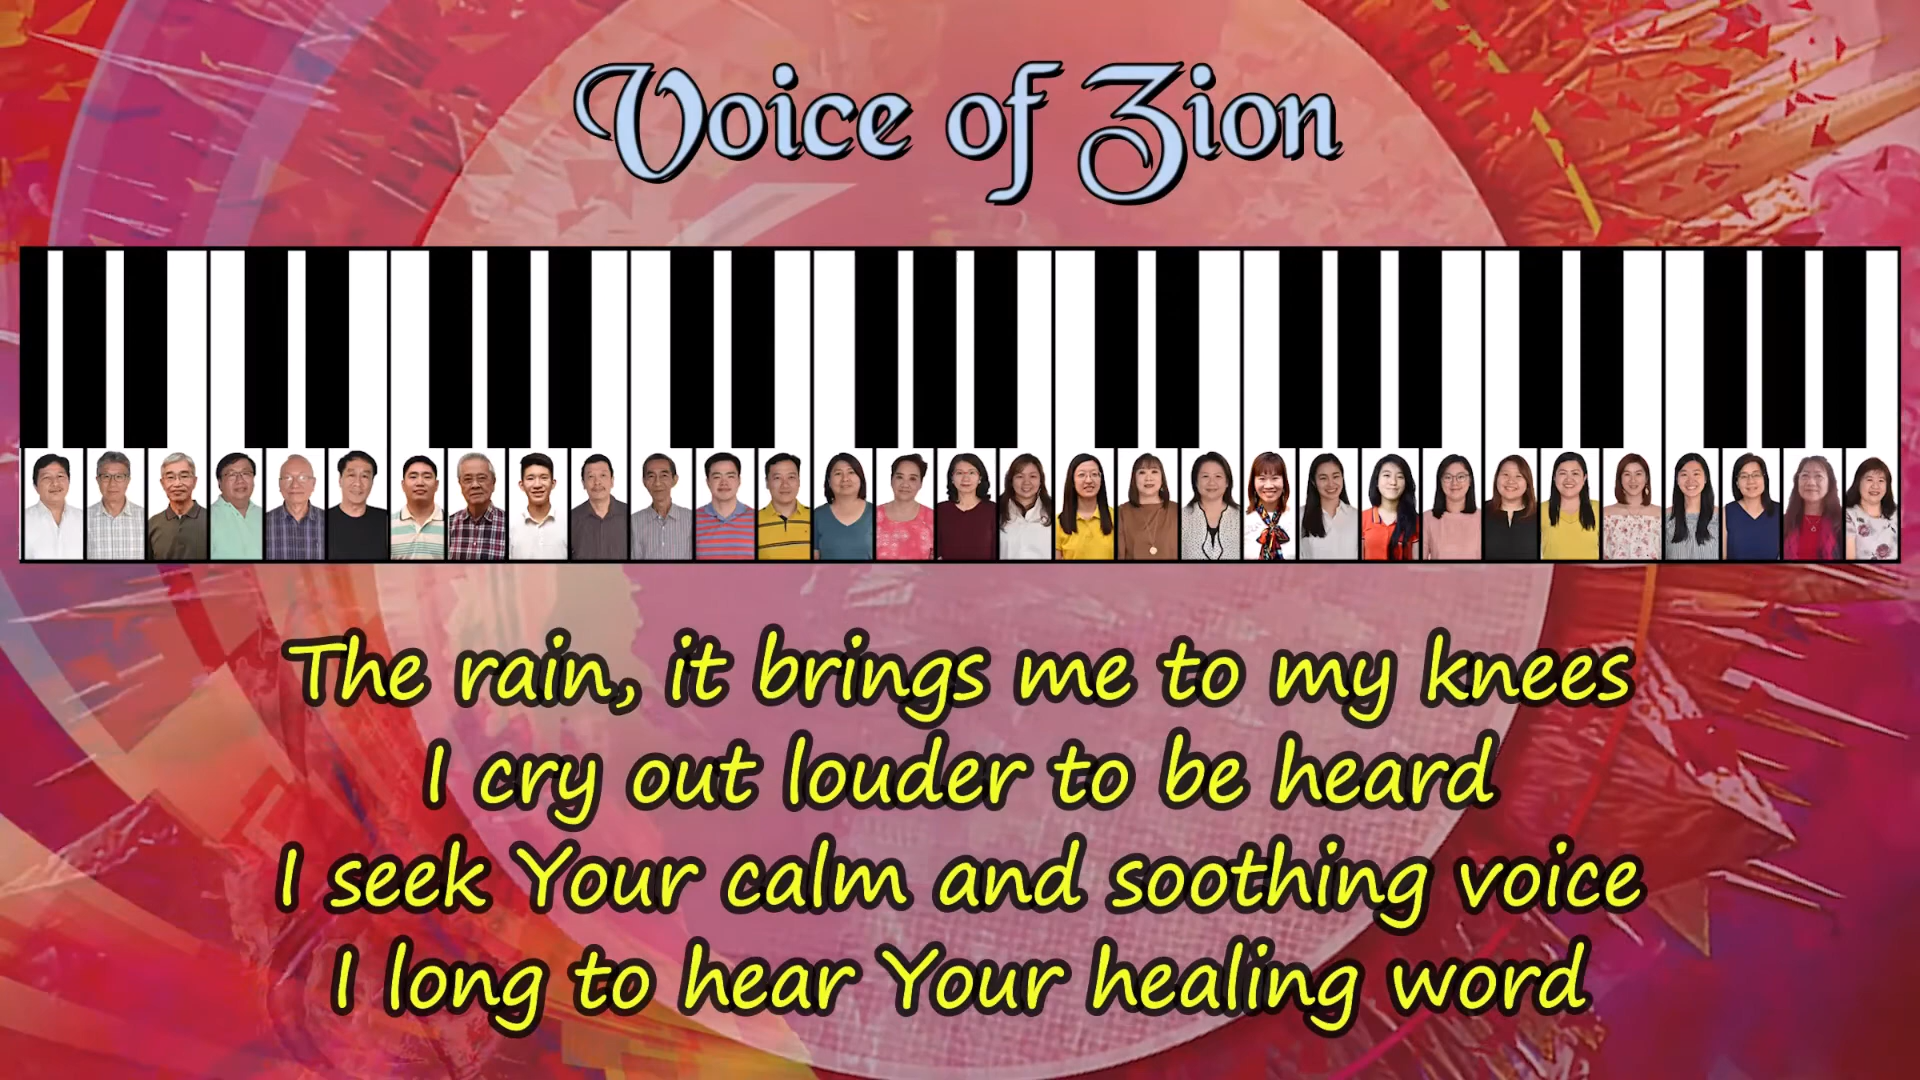 Voice of Zion
The rain, it brings me to my knees
I cry out louder to be heard
I seek Your calm and soothing voice
I long to hear Your healing word